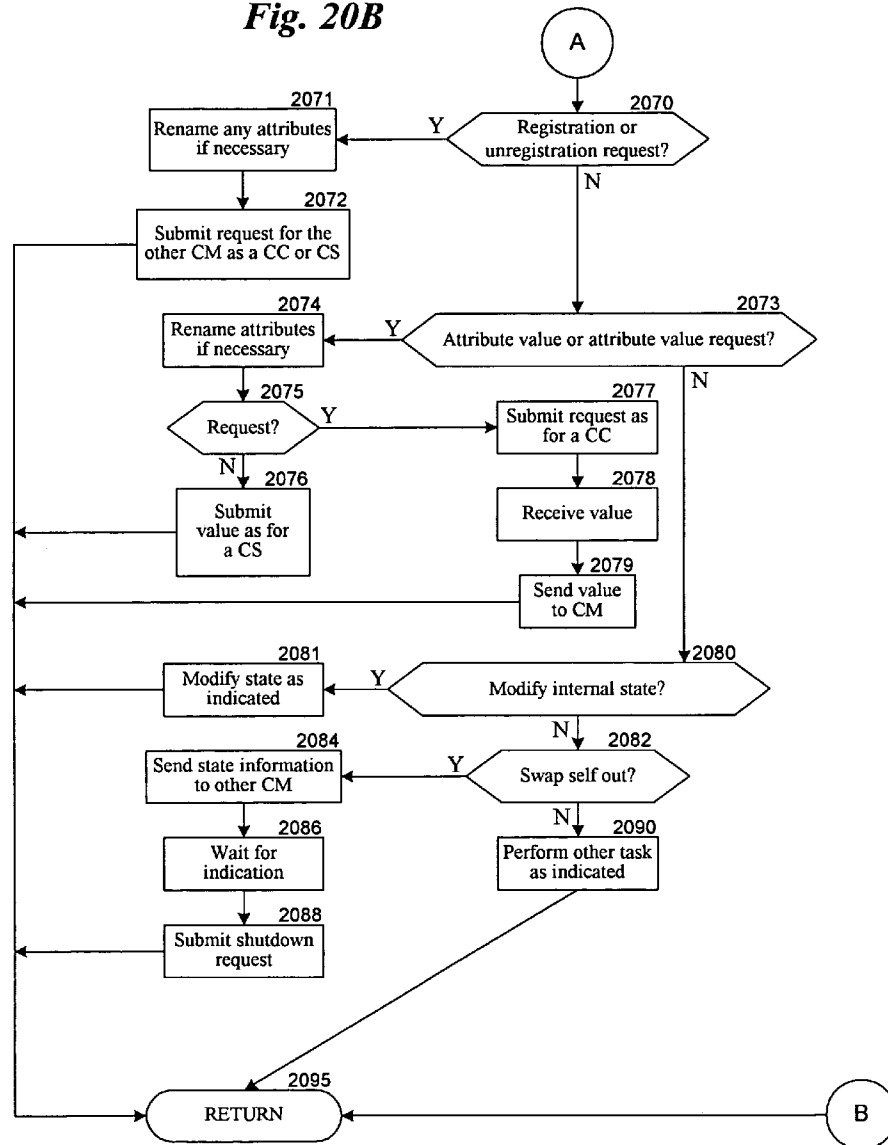 Fig. 20B
A
2070
Registration or
unregistration request?
Y
N
2071
Rename any attributes
if necessary
2072
Submit request for the
other CM as a CC or CS
2073
Attribute value or attribute value request?
Y
N
2074
Rename attributes
if necessary
2075
Request?
Y
N
2076
Submit
value as for
a CS
2077
Submit request as
for a CC
2078
Receive value
2079
Send value
to CM
2080
Modify internal state?
Y
N
2081
Modify state as
indicated
2082
Swap self out?
Y
N
2084
Send state information
to other CM
2086
Wait for
indication
2088
Submit shutdown
request
2090
Perform other task
as indicated
2095
RETURN
B